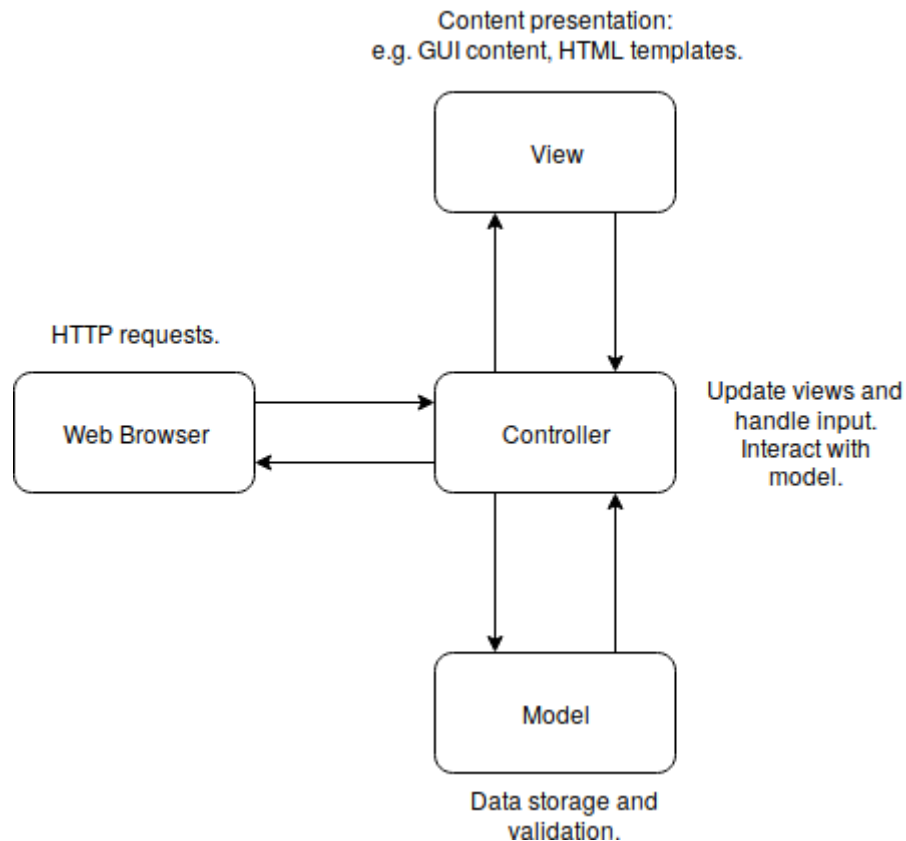 Content presentation:
e.g. GUI content, HTML templates.
View
HTTP requests.
Web Browser
Controller
Update views and
handle input.
Interact with
model.
Model
Data storage and
validation.